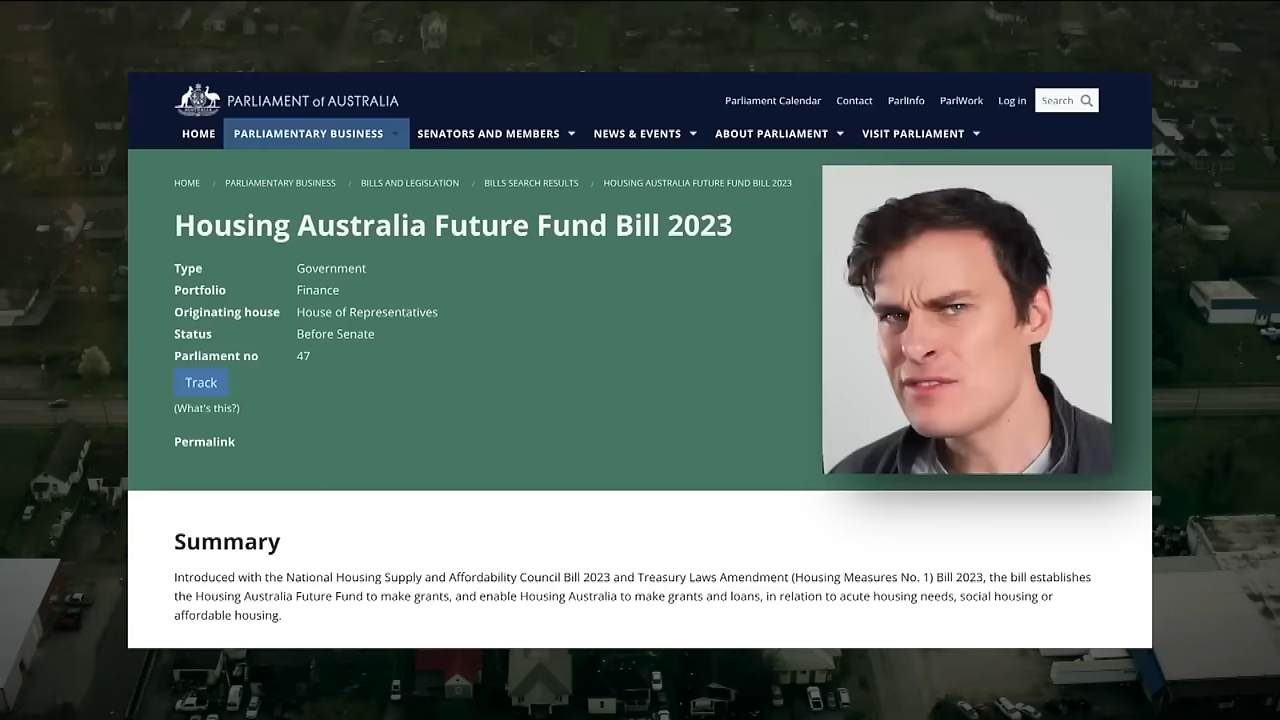 PARLIAMENT of AUSTRALIA
Parliament Calendar Contact ParlInfo ParlWork Log in Search
HOME PARLIAMENTARY BUSINESS SENATORS AND MEMBERS NEWS & EVENTS ABOUT PARLIAMENT VISIT PARLIAMENT
HOME / PARLIAMENTARY BUSINESS / BILLS AND LEGISLATION / BILLS SEARCH RESULTS / HOUSING AUSTRALIA FUTURE FUND BILL 2023
Housing Australia Future Fund Bill 2023
Type Government
Portfolio Finance
Originating house House of Representatives
Status Before Senate
Parliament no 47
Track
(What's this?)
Permalink
Summary
Introduced with the National Housing Supply and Affordability Council Bill 2023 and Treasury Laws Amendment (Housing Measures No. 1) Bill 2023, the bill establishes
the Housing Australia Future Fund to make grants, and enable Housing Australia to make grants and loans, in relation to acute housing needs, social housing or
affordable housing.